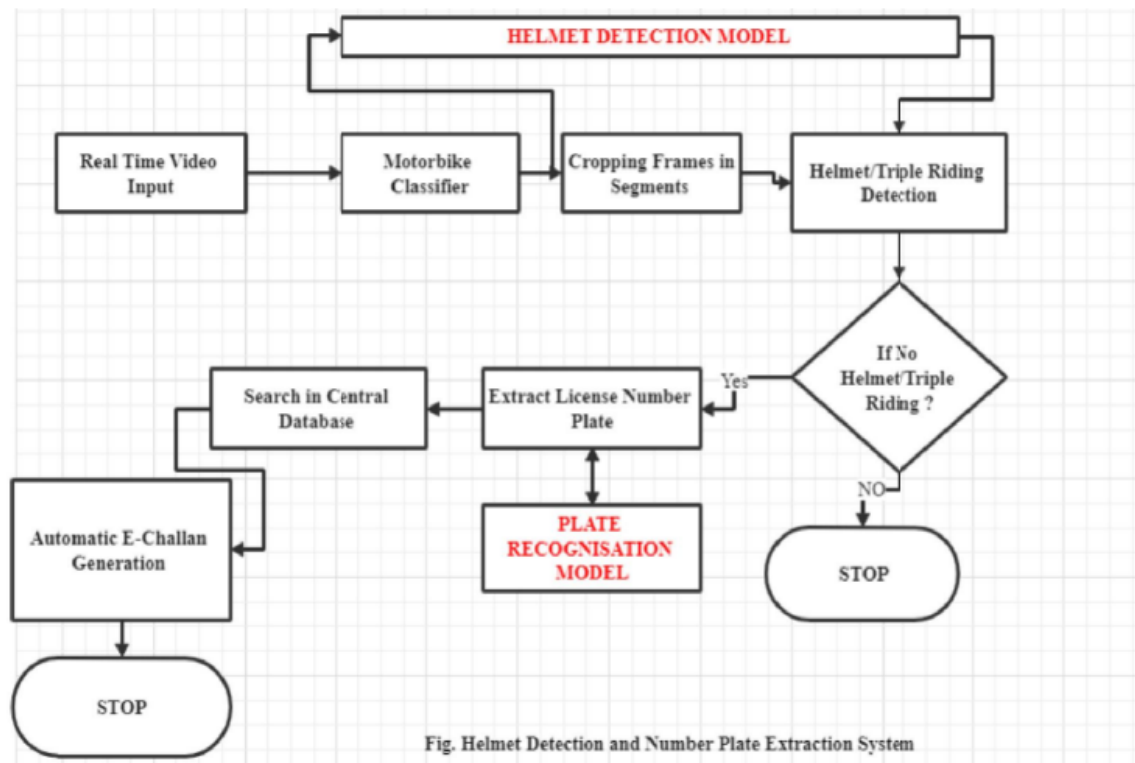 HELMET DETECTION MODEL
Real Time Video
Input
Motorbike
Classifier
Cropping Frames in
Segments
Helmet/Triple Riding
Detection
If No
Helmet/Triple
Riding ?
Yes
Extract License Number
Plate
Search in Central
Database
NO
PLATE
RECOGNISATION
MODEL
STOP
Automatic E-Challan
Generation
STOP
Fig. Helmet Detection and Number Plate Extraction System